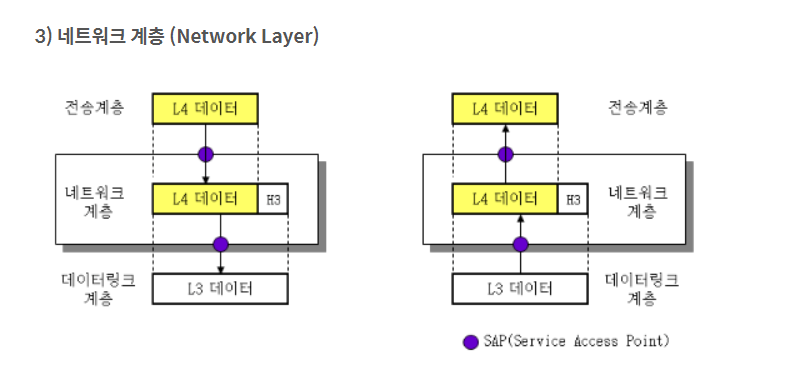 3) 네트워크 계층 (Network Layer)
전송계층
L4 데이터
L4 데이터
전송계층
네트워크
계층
L4 데이터
H3
L4 데이터
H3
네트워크
계층
데이터링크
계층
L3 데이터
L3 데이터
데이터링크
계층
SAP(Service Access Point)